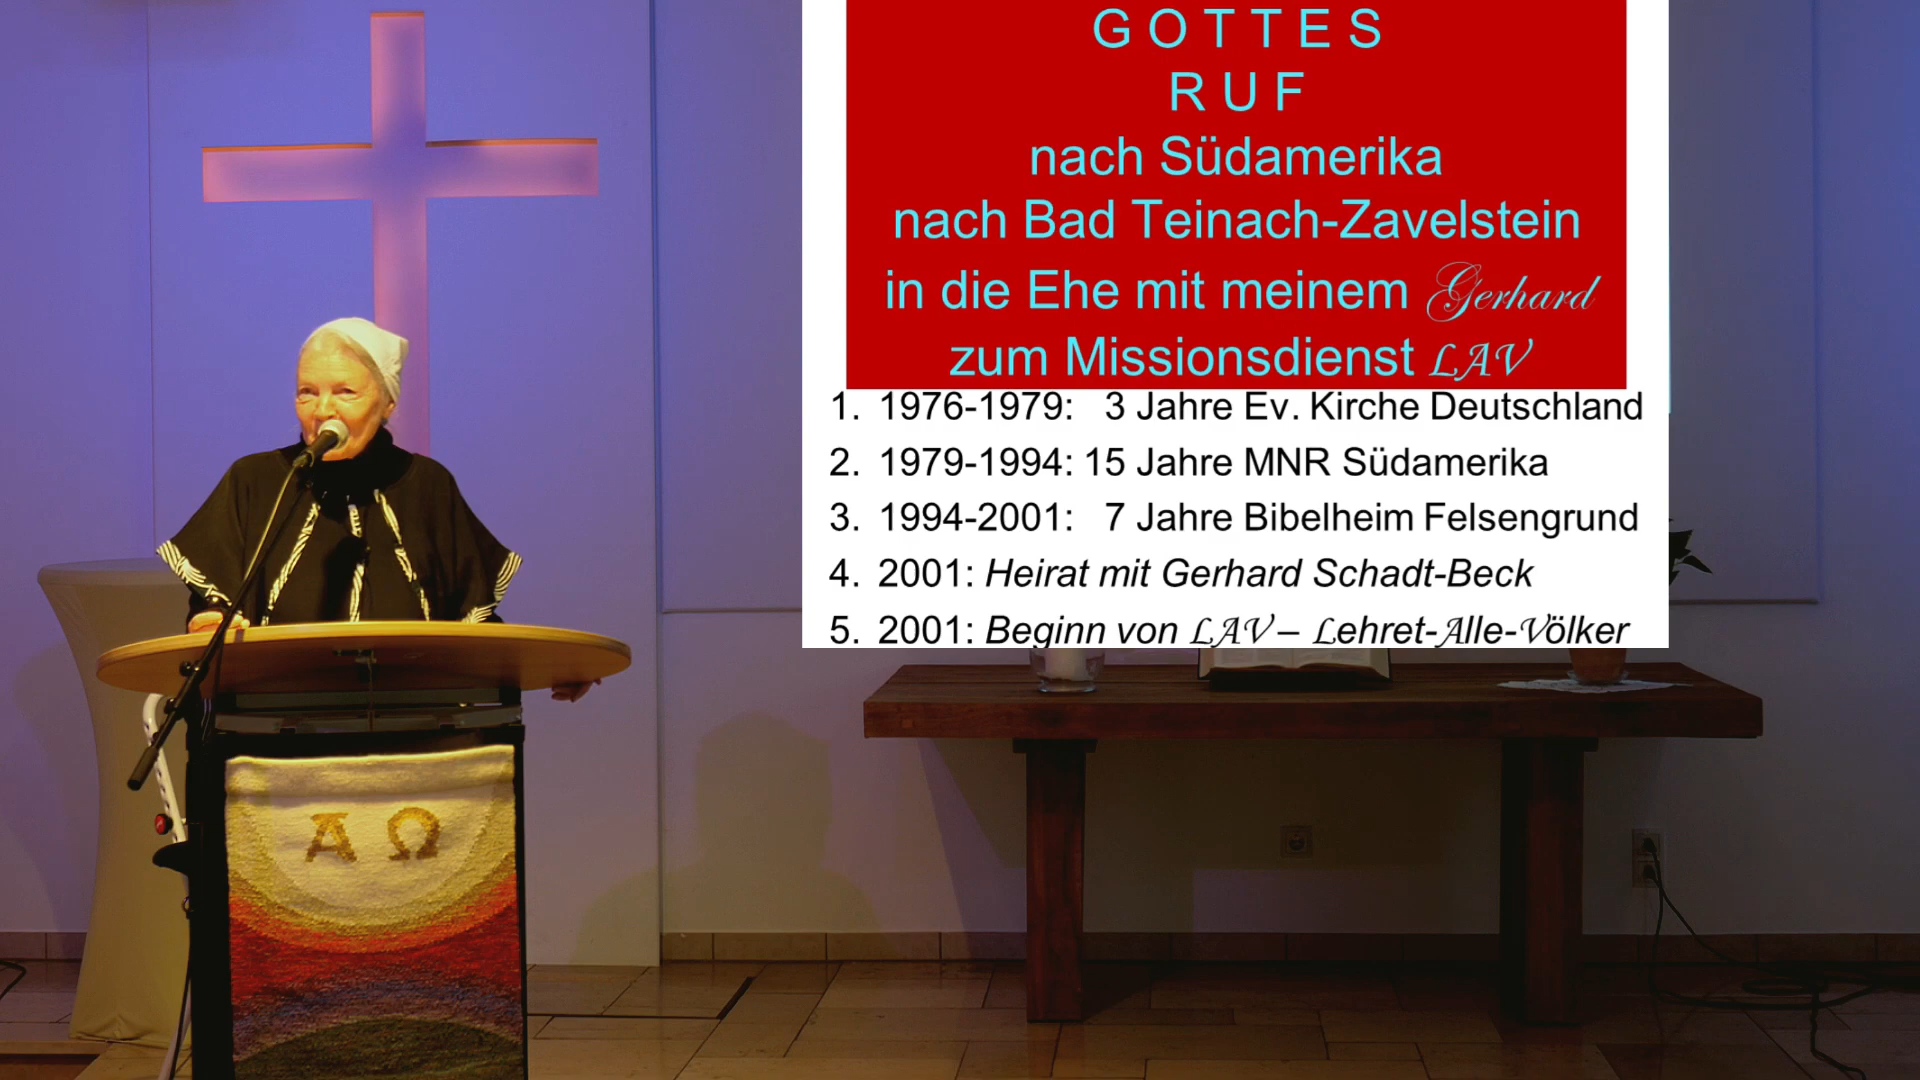 GOTTES
RUF
nach Südamerika
nach Bad Teinach-Zavelstein
in die Ehe mit meinem Gerhard
zum Missionsdienst LAV
1. 1976-1979: 3 Jahre Ev. Kirche Deutschland
2. 1979-1994: 15 Jahre MNR Südamerika
3. 1994-2001: 7 Jahre Bibelheim Felsengrund
4. 2001: Heirat mit Gerhard Schadt-Beck
5. 2001: Beginn von LAV – Lehret-Alle-Völker
Α Ω